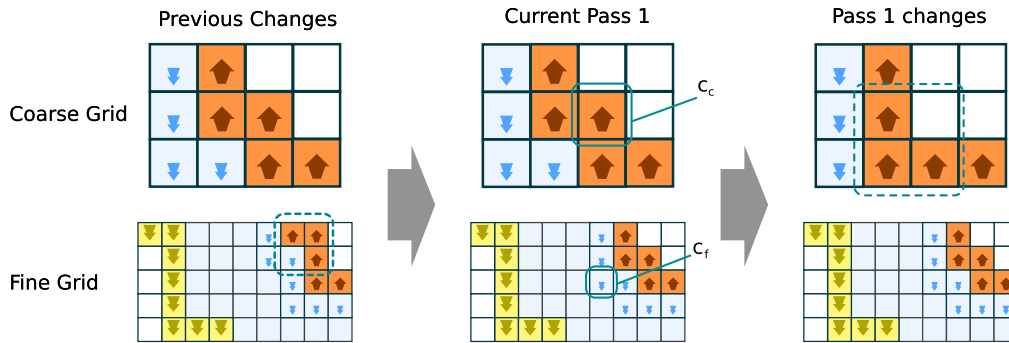 Previous Changes
Current Pass 1
Pass 1 changes
Coarse Grid
Cc
Fine Grid
Cf